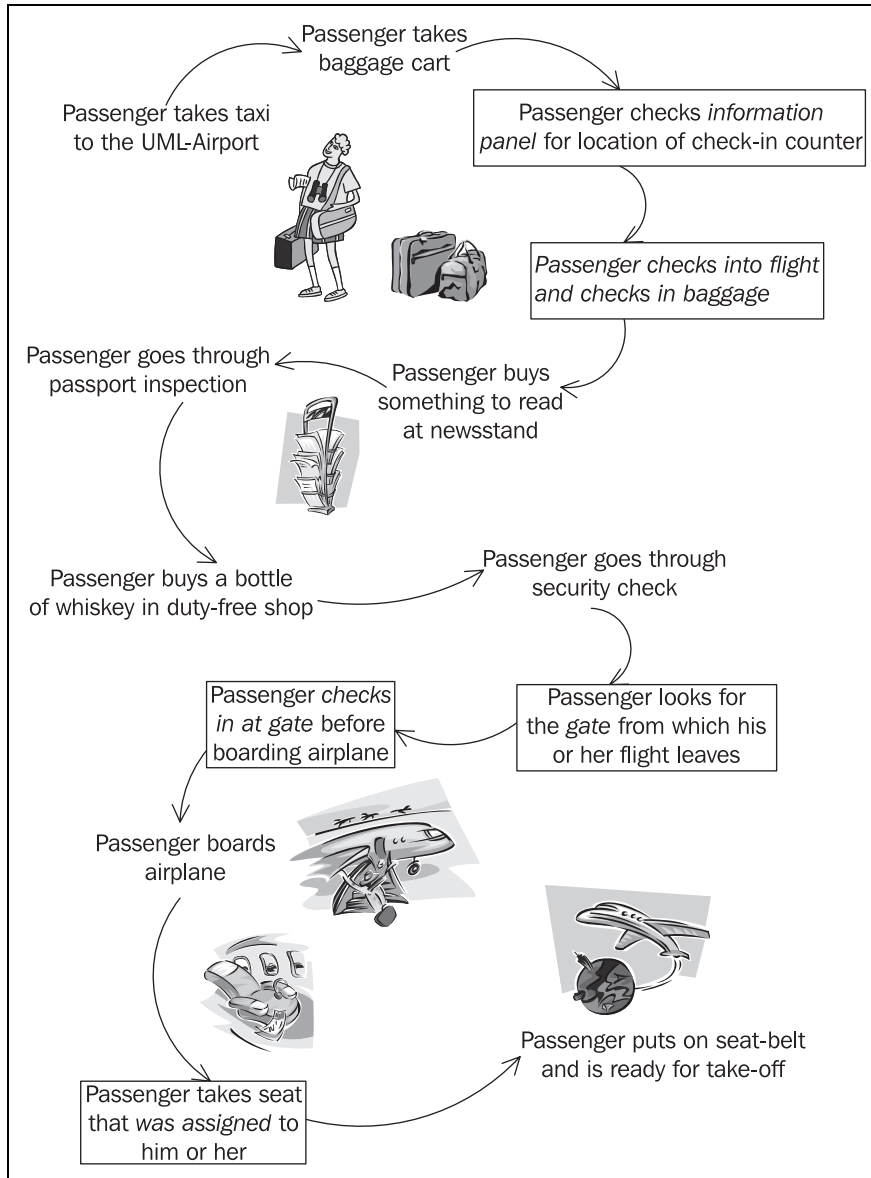 Passenger takes taxi
to the UML-Airport
Passenger takes
baggage cart
Passenger checks information
panel for location of check-in counter
Passenger checks into flight
and checks in baggage
Passenger buys
something to read
at newsstand
Passenger goes through
passport inspection
Passenger buys a bottle
of whiskey in duty-free shop
Passenger goes through
security check
Passenger looks for
the gate from which his
or her flight leaves
Passenger checks
in at gate before
boarding airplane
Passenger boards
airplane
Passenger takes seat
that was assigned to
him or her
Passenger puts on seat-belt
and is ready for take-off